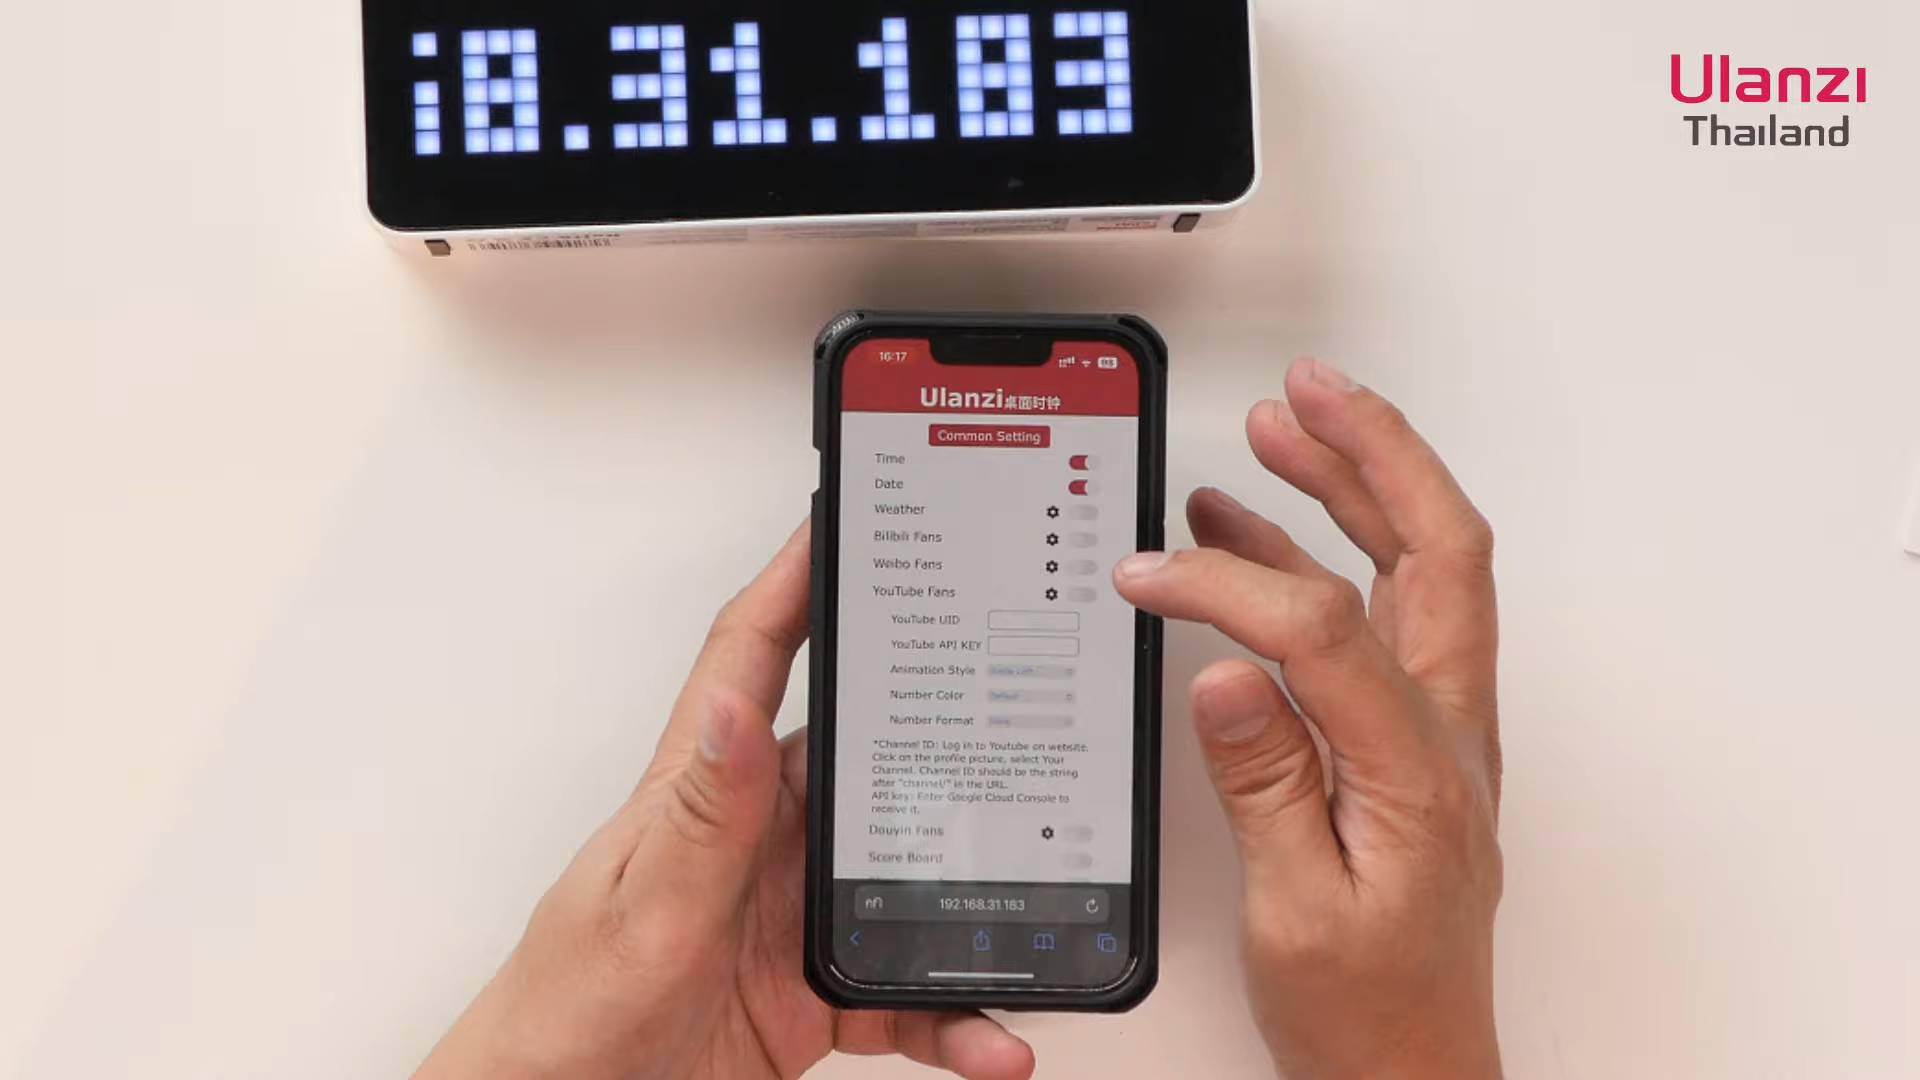 8.31.183
Ulanzi
Thailand
16:17
Ulanzi桌面时钟
Common Setting
Time
Date
Weather
Bilibili Fans
Weibo Fans
YouTube Fans
YouTube UID
YouTube API KEY
Animation Style
Number Color Default
Number Format
*Channel ID: Log in to Youtube on website.
Click on the profile picture, select Your
Channel. Channel ID should be the string
after "channel/" in the URL.
API key: Enter Google Cloud Console to
receive it.
Douyin Fans
Score Board
กก 192.168.31.183